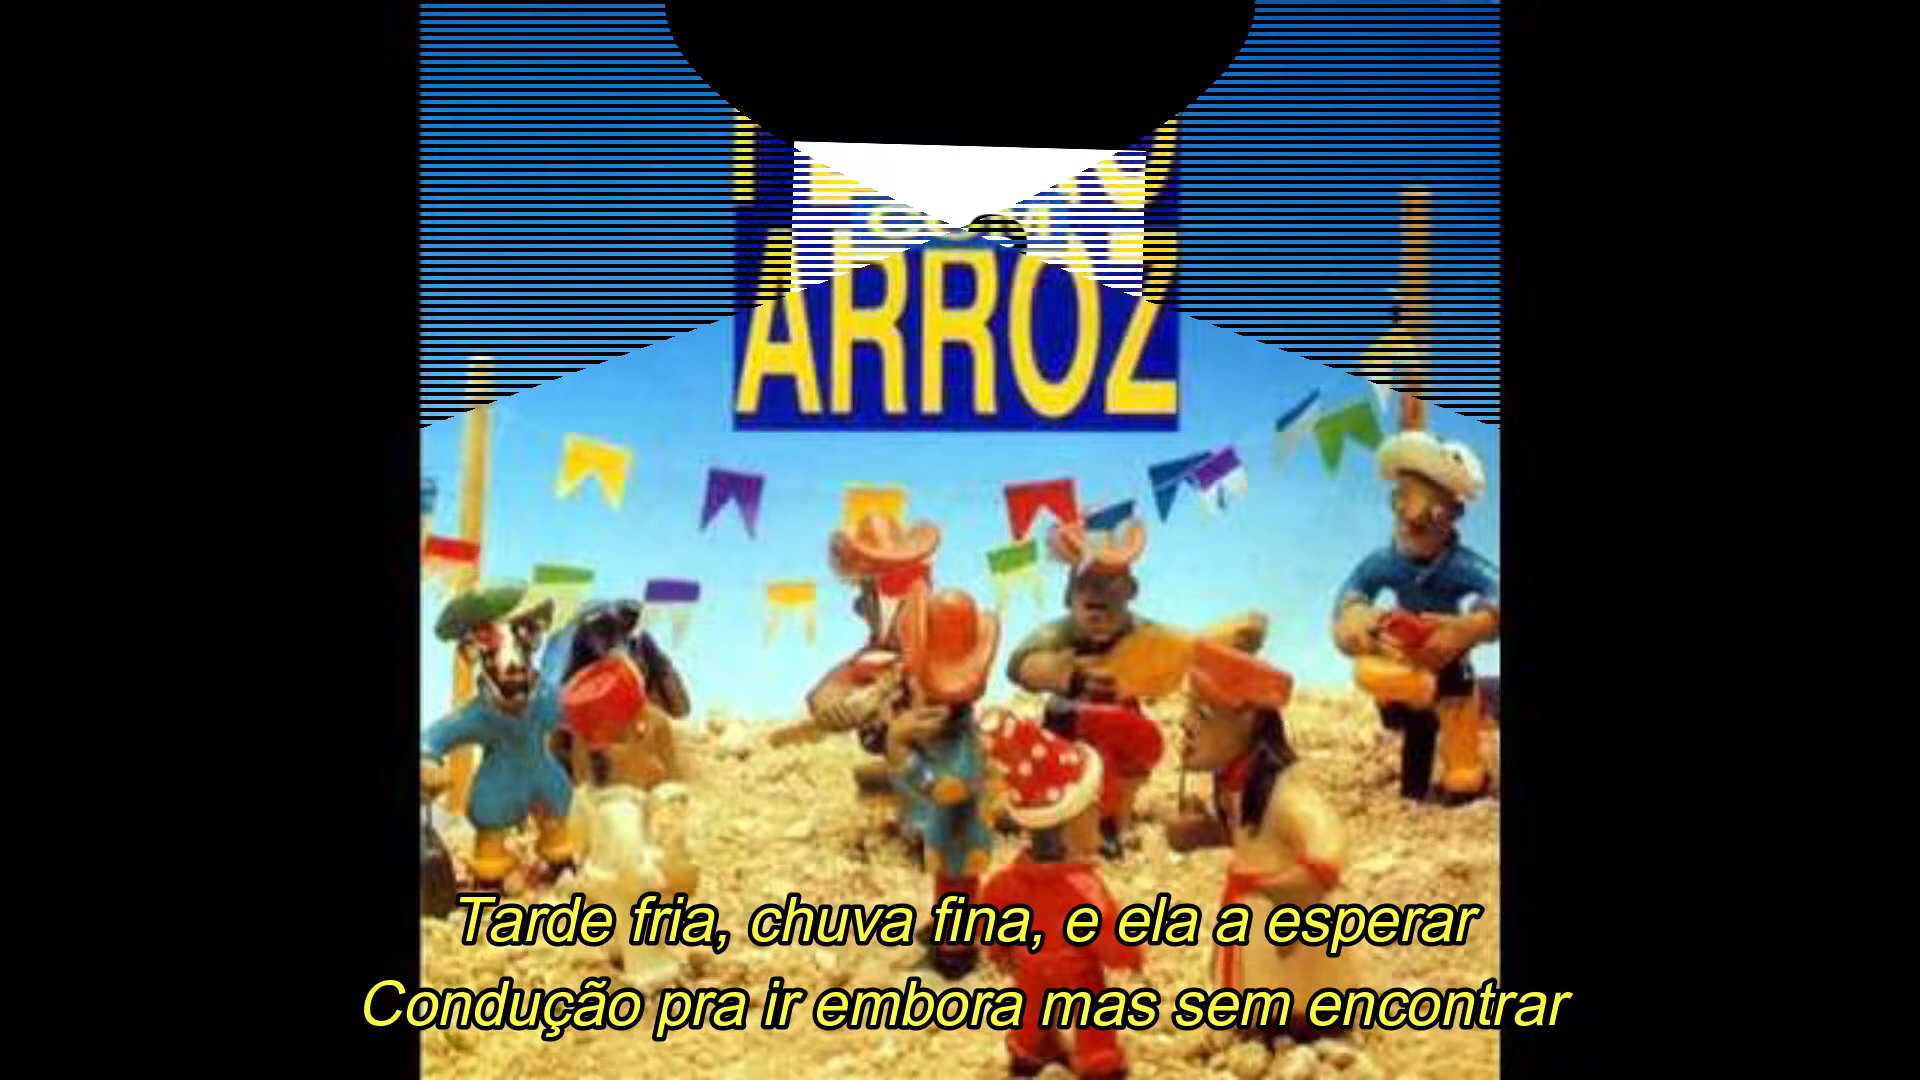 ARROZ
Tarde fria, chuva fina, e ela a esperar
Condução pra ir embora mas sem encontrar